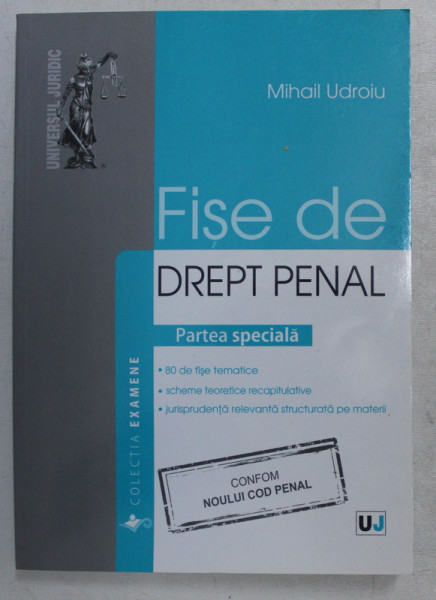 UNIVERSUL JURIDIC
Mihail Udroiu
Fișe de
DREPT PENAL
Partea specială
• 80 de fișe tematice
• scheme teoretice recapitulative
• jurisprudență relevantă structurată pe materii
COLECȚIA EXAMENE
CONFOM
NOULUI COD PENAL
UJ